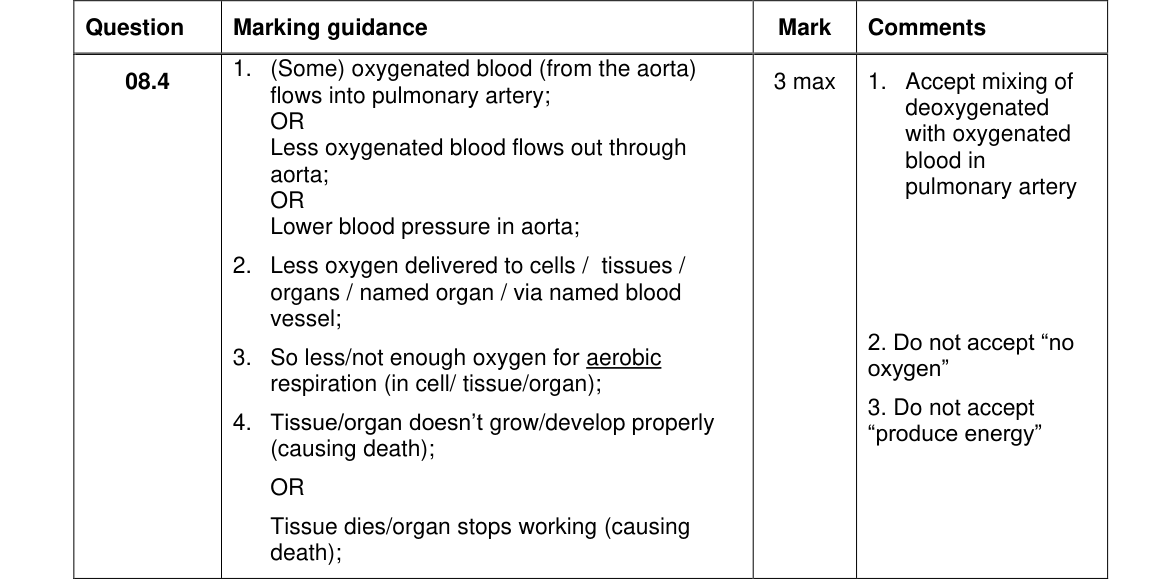 Question Marking guidance Mark Comments
08.4
1. (Some) oxygenated blood (from the aorta)
flows into pulmonary artery;
OR
Less oxygenated blood flows out through
aorta;
OR
Lower blood pressure in aorta;
2. Less oxygen delivered to cells / tissues /
organs / named organ / via named blood
vessel;
3. So less/not enough oxygen for aerobic
respiration (in cell/ tissue/organ);
4. Tissue/organ doesn’t grow/develop properly
(causing death);
OR
Tissue dies/organ stops working (causing
death);
3 max
1. Accept mixing of
deoxygenated
with oxygenated
blood in
pulmonary artery
2. Do not accept “no
oxygen”
3. Do not accept
“produce energy”